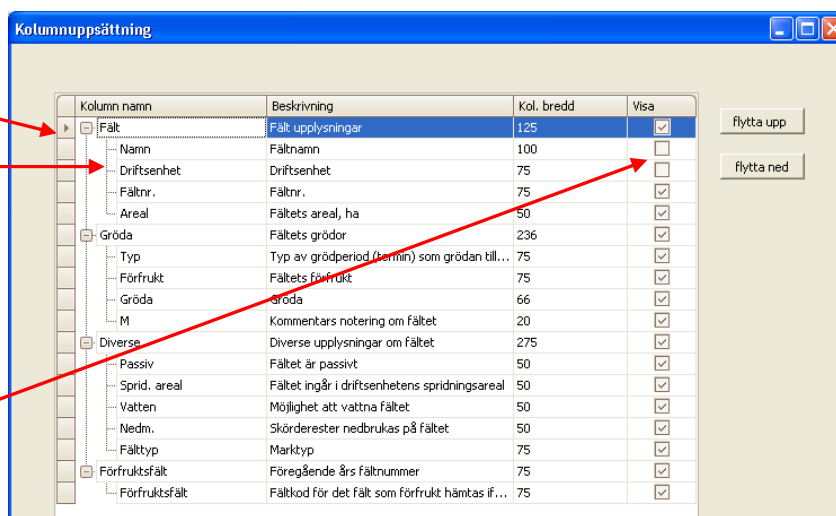 Kolumnuppsättning
Kolumn namn Beskrivning Kol. bredd Visa
Fält Fält upplysningar 125
Namn Fältnamn 100
Driftsenhet Driftsenhet 75
Fältnr. Fältnr. 75
Areal Fältets areal, ha 50
Gröda Fältets grödor 236
Typ Typ av grödperiod (termin) som grödan till... 75
Förfrukt Fältets förfrukt 75
Gröda Gröda 66
M Kommentars notering om fältet 20
Diverse Diverse upplysningar om fältet 275
Passiv Fältet är passivt 50
Sprid. areal Fältet ingår i driftsenhetens spridningsareal 50
Vatten Möjlighet att vattna fältet 50
Nedm. Skörderester nedbrukas på fältet 50
Fälttyp Marktyp 75
Förfruktsfält Föregående års fältnummer 75
Förfruktsfält Fältkod för det fält som förfrukt hämtas if... 75
flytta upp
flytta ned